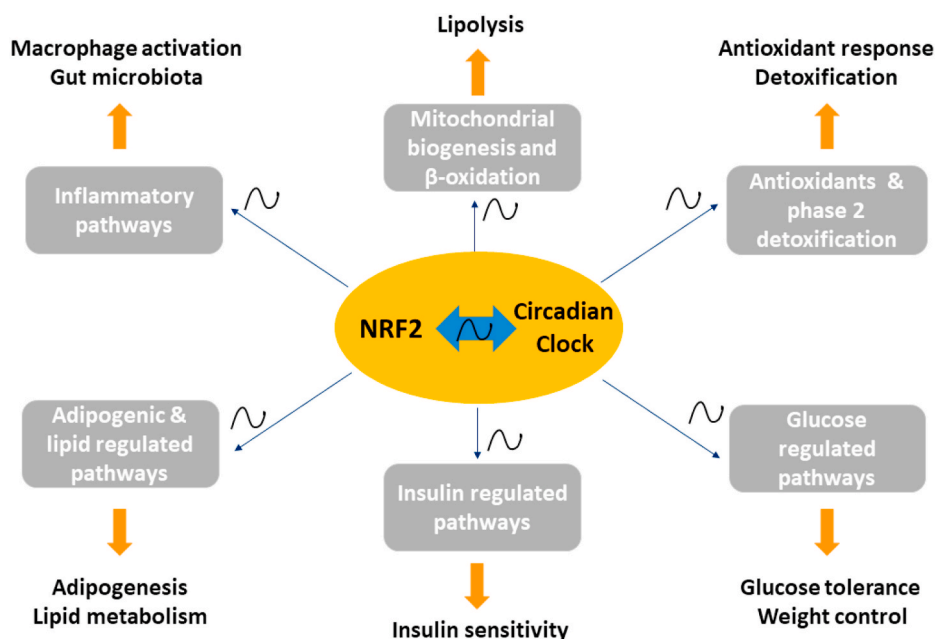 Macrophage activation
Gut microbiota
Lipolysis
Antioxidant response
Detoxification
Inflammatory
pathways
Mitochondrial
biogenesis and
β-oxidation
Antioxidants &
phase 2
detoxification
NRF2
Circadian
Clock
Adipogenic &
lipid regulated
pathways
Insulin regulated
pathways
Glucose
regulated
pathways
Adipogenesis
Lipid metabolism
Insulin sensitivity
Glucose tolerance
Weight control